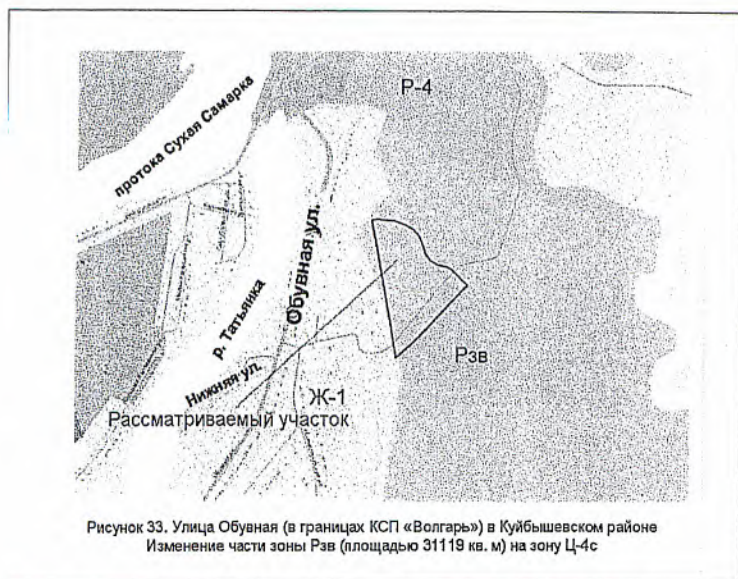 Р-4
протока Сухая Самарка
Обувная ул.
р. Татьянка
Рзв
Нижняя ул.
Ж-1
Рассматриваемый участок
Рисунок 33. Улица Обувная (в границах КСП «Волгарь») в Куйбышевском районе
Изменение части зоны Рзв (площадью 31119 кв. м) на зону Ц-4с